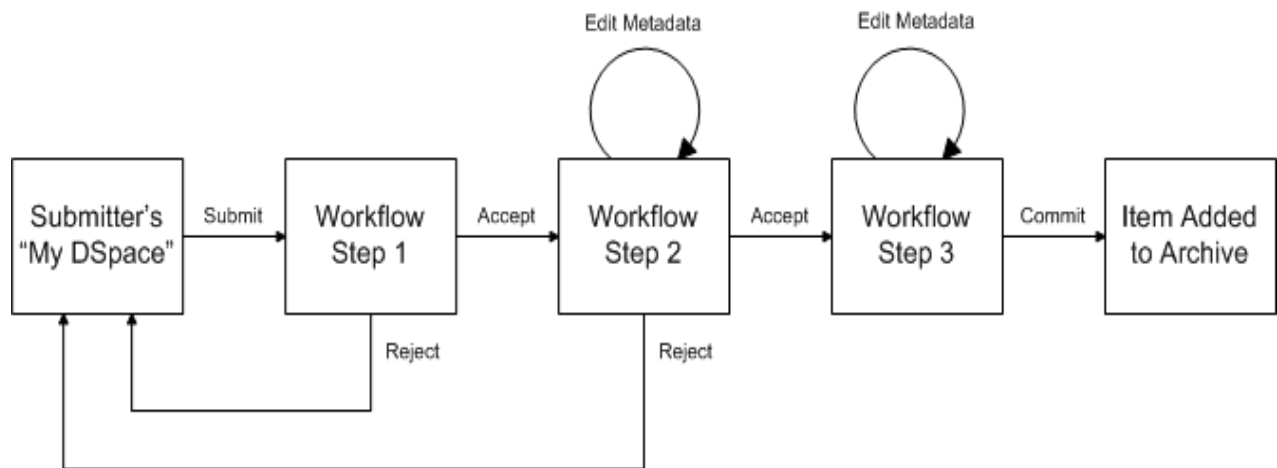 Edit Metadata
Edit Metadata
Submitter's
“My DSpace”
Submit
Workflow
Step 1
Accept
Workflow
Step 2
Accept
Workflow
Step 3
Commit
Item Added
to Archive
Reject
Reject